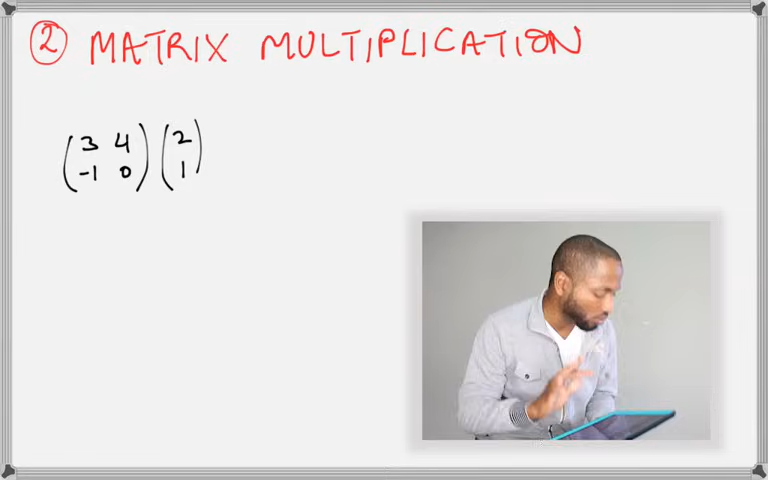 ② MATRIX MULTIPLICATION
(3 4) (2)
(-1 0) (1)